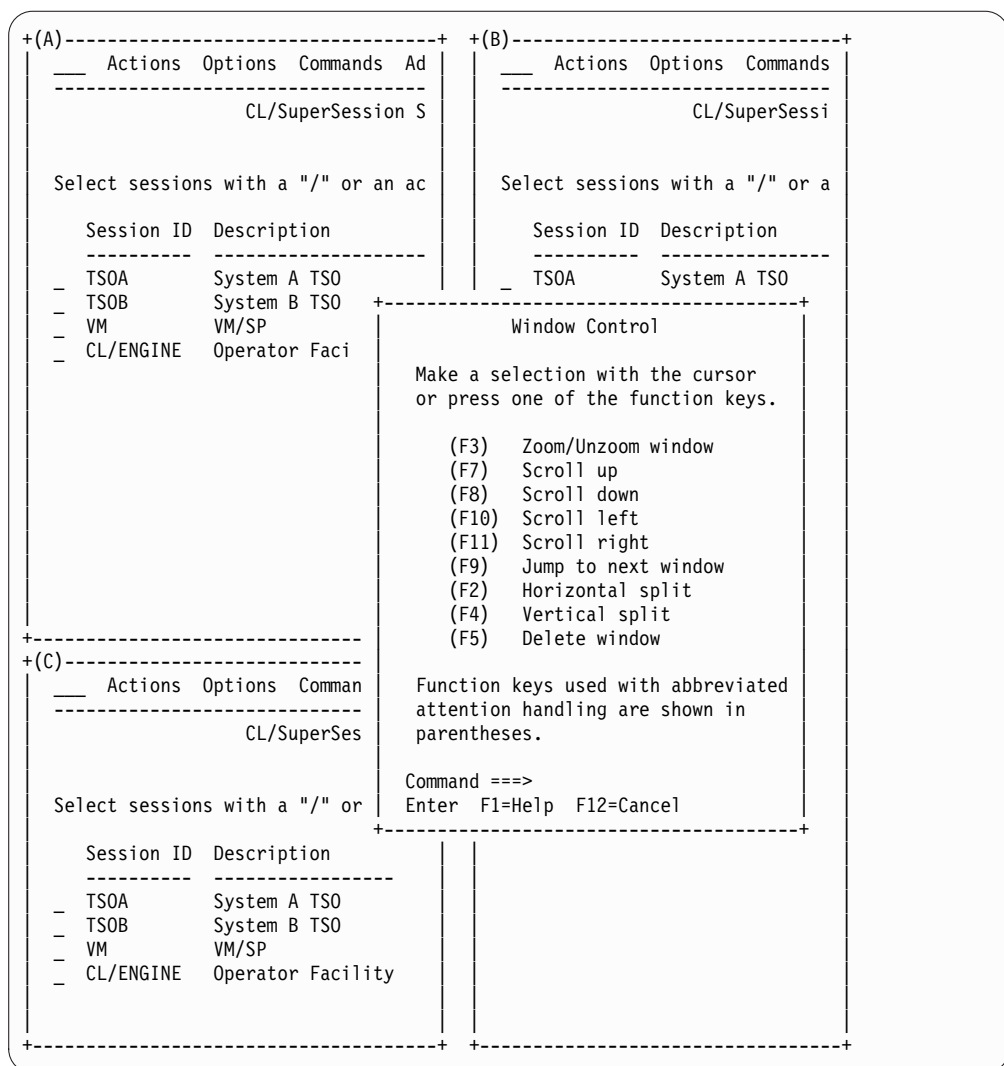 +(A)-----------------------------------+  +(B)-------------------------------+
|  ___  Actions  Options  Commands  Ad |  |  ___  Actions  Options  Commands |
|  ----------------------------------- |  |  ------------------------------- |
|                    CL/SuperSession S |  |                    CL/SuperSessi |
|  Select sessions with a "/" or an ac |  |  Select sessions with a "/" or a |
|     Session ID  Description          |  |     Session ID  Description      |
|     ----------  -------------------- |  |     ----------  ---------------- |
|  _  TSOA        System A TSO         |  |  _  TSOA        System A TSO     |
|  _  TSOB        System B TSO   +---------------------------------------+   |
|  _  VM          VM/SP          |            Window Control             |   |
|  _  CL/ENGINE   Operator Faci  |                                       |   |
|                                |   Make a selection with the cursor    |   |
|                                |   or press one of the function keys.  |   |
|                                |      (F3)   Zoom/Unzoom window        |   |
|                                |      (F7)   Scroll up                 |   |
|                                |      (F8)   Scroll down               |   |
|                                |      (F10)  Scroll left               |   |
|                                |      (F11)  Scroll right              |   |
|                                |      (F9)   Jump to next window       |   |
|                                |      (F2)   Horizontal split          |   |
|                                |      (F4)   Vertical split            |   |
+------------------------------- |      (F5)   Delete window             |   |
+(C)---------------------------- |                                       |   |
|  ___  Actions  Options  Comman |   Function keys used with abbreviated |   |
|  ----------------------------- |   attention handling are shown in     |   |
|                    CL/SuperSes |   parentheses.                        |   |
|                                |  Command ===>                         |   |
|  Select sessions with a "/" or |  Enter  F1=Help  F12=Cancel           |   |
|                                +---------------------------------------+   |
|     Session ID  Description          |  |                                  |
|     ----------  -----------------    |  |                                  |
|  _  TSOA        System A TSO         |  |                                  |
|  _  TSOB        System B TSO         |  |                                  |
|  _  VM          VM/SP                |  |                                  |
|  _  CL/ENGINE   Operator Facility    |  |                                  |
+--------------------------------------+  +----------------------------------+